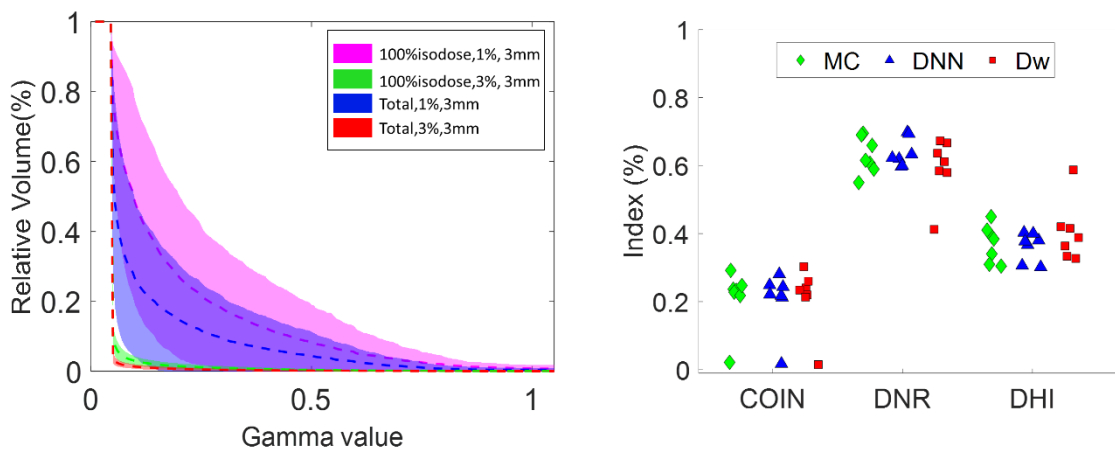 1
0.8
0.6
0.4
0.2
0
Relative Volume(%)
100%isodose,1%, 3mm
100%isodose,3%, 3mm
Total,1%,3mm
Total,3%,3mm
0
0.5
1
Gamma value
1
0.8
0.6
0.4
0.2
0
Index (%)
MC
DNN
Dw
COIN
DNR
DHI